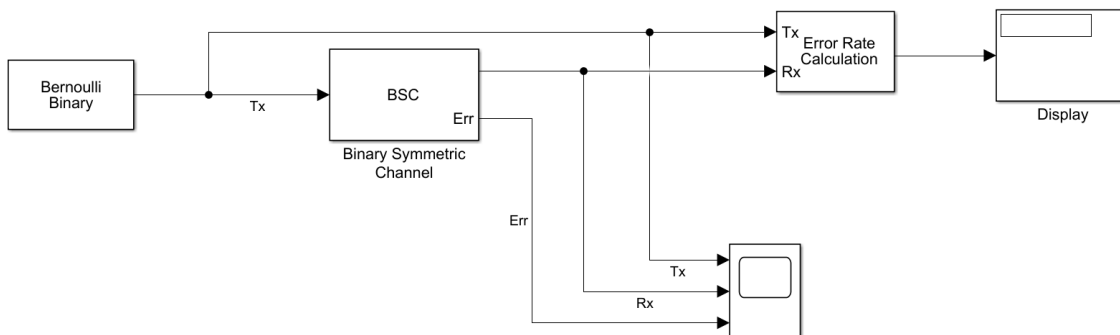 Bernoulli
Binary
Tx
BSC
Err
Binary Symmetric
Channel
Err
Tx
Rx
Error Rate
Calculation
Display
Tx
Rx